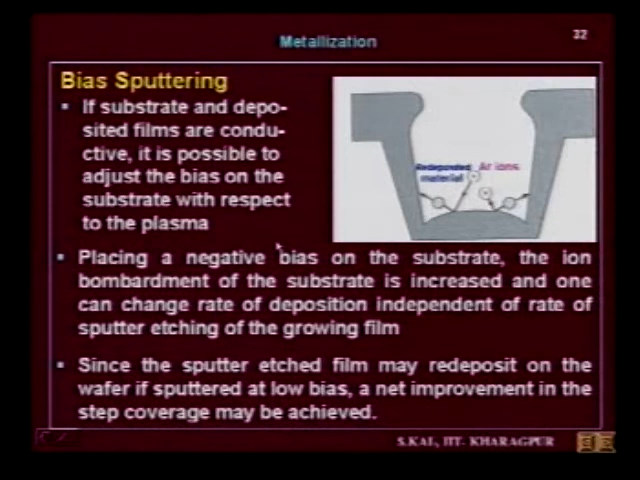 Metallization
32
Bias Sputtering
▪ If substrate and depo-
sited films are condu-
ctive, it is possible to
adjust the bias on the
substrate with respect
to the plasma
Redeposited Ar ions
material
▪ Placing a negative bias on the substrate, the ion
bombardment of the substrate is increased and one
can change rate of deposition independent of rate of
sputter etching of the growing film
▪ Since the sputter etched film may redeposit on the
wafer if sputtered at low bias, a net improvement in the
step coverage may be achieved.
S.KAL, IIT- KHARAGPUR